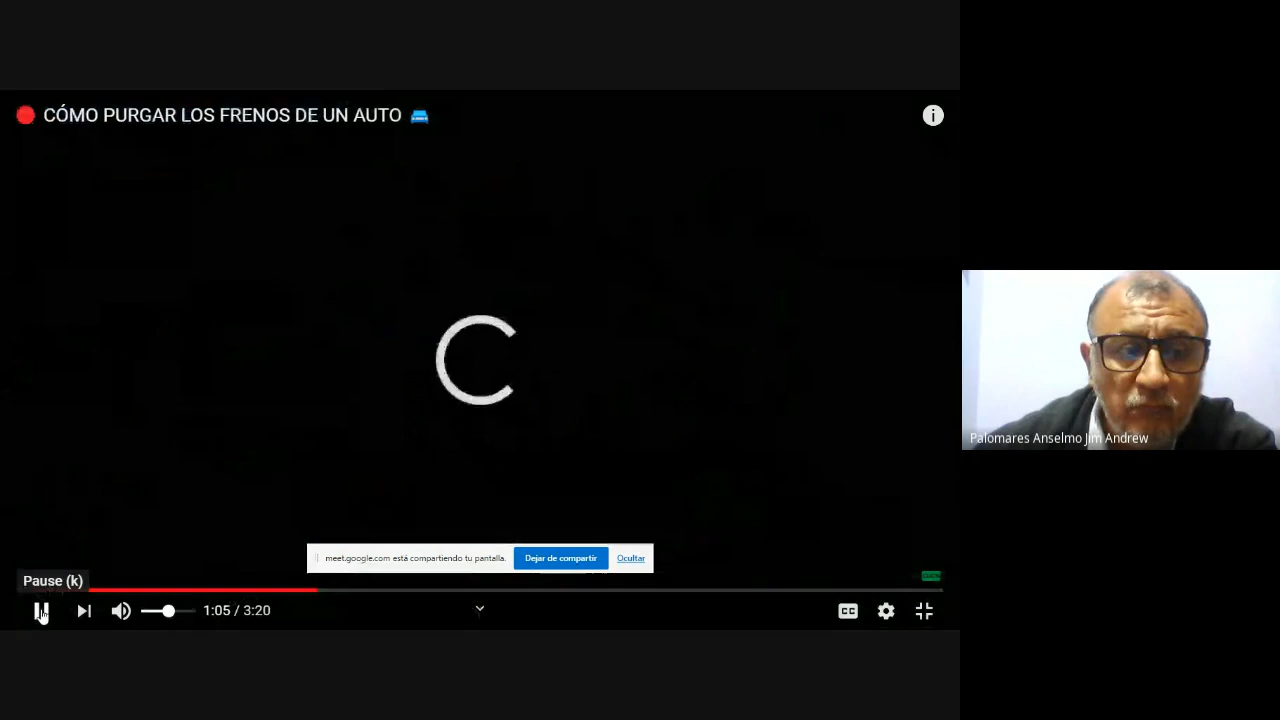 CÓMO PURGAR LOS FRENOS DE UN AUTO
meet.google.com está compartiendo tu pantalla.
Dejar de compartir
Ocultar
Pause (k)
1:05 / 3:20
CC
Palomares Anselmo Jim Andrew